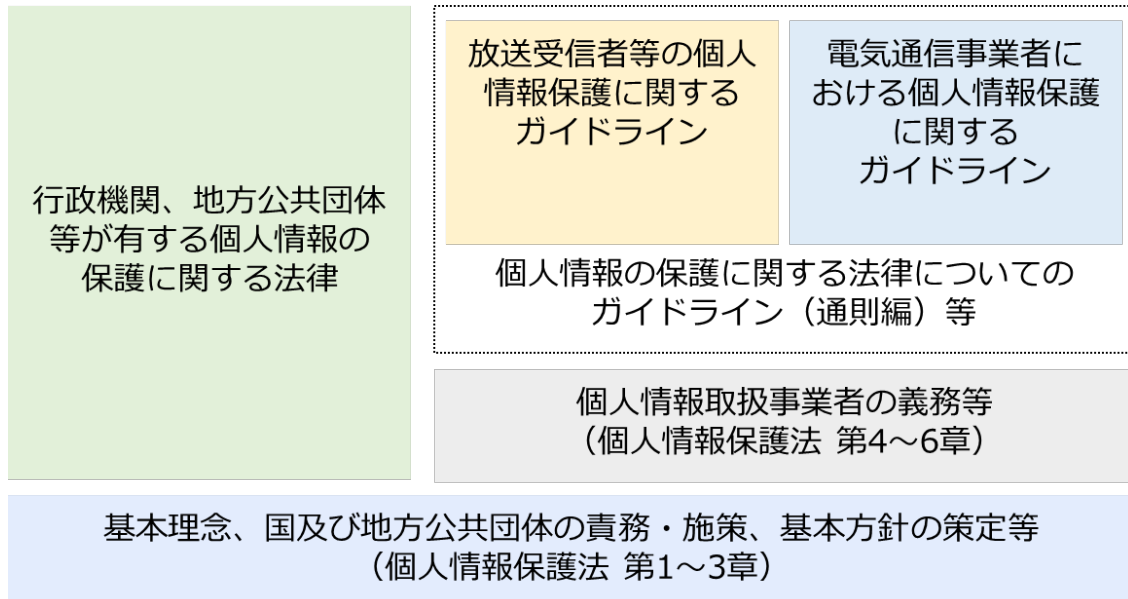 行政機関、地方公共団体
等が有する個人情報の
保護に関する法律
放送受信者等の個人
情報保護に関する
ガイドライン
電気通信事業者に
おける個人情報保護
に関する
ガイドライン
個人情報の保護に関する法律についての
ガイドライン（通則編）等
個人情報取扱事業者の義務等
（個人情報保護法 第4～6章）
基本理念、国及び地方公共団体の責務・施策、基本方針の策定等
（個人情報保護法 第1～3章）